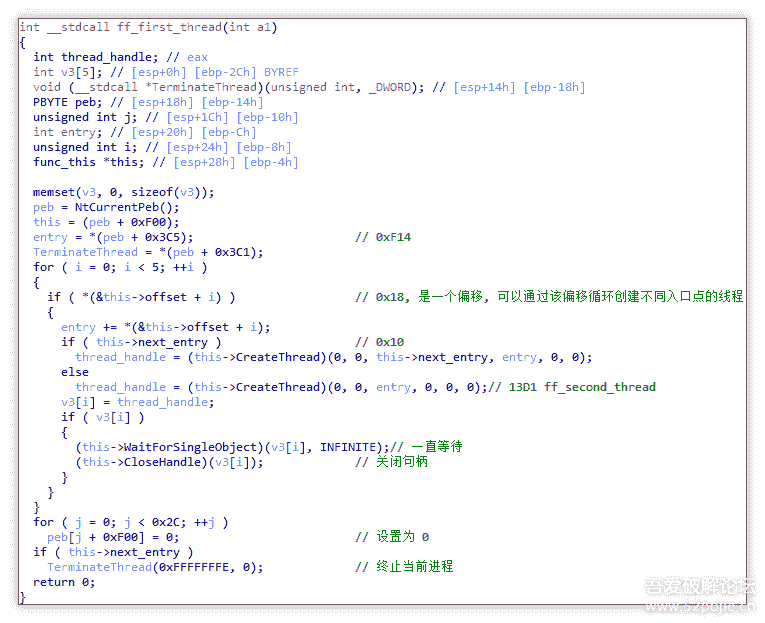 int __stdcall ff_first_thread(int a1)
{
  int thread_handle; // eax
  int v3[5]; // [esp+0h] [ebp-2Ch] BYREF
  void (__stdcall *TerminateThread)(unsigned int, _DWORD); // [esp+14h] [ebp-18h]
  PBYTE peb; // [esp+18h] [ebp-14h]
  unsigned int j; // [esp+1Ch] [ebp-10h]
  int entry; // [esp+20h] [ebp-Ch]
  unsigned int i; // [esp+24h] [ebp-8h]
  func_this *this; // [esp+28h] [ebp-4h]

  memset(v3, 0, sizeof(v3));
  peb = NtCurrentPeb();
  this = (peb + 0xF00);
  entry = *(peb + 0x3C5);                       // 0xF14
  TerminateThread = *(peb + 0x3C1);
  for ( i = 0; i < 5; ++i )
  {
    if ( *(&this->offset + i) )                 // 0x18, 是一个偏移, 可以通过该偏移循环创建不同入口点的线程
    {
      entry += *(&this->offset + i);
      if ( this->next_entry )                   // 0x10
        thread_handle = (this->CreateThread)(0, 0, this->next_entry, entry, 0, 0);
      else
        thread_handle = (this->CreateThread)(0, 0, entry, 0, 0, 0);// 13D1 ff_second_thread
      v3[i] = thread_handle;
      if ( v3[i] )
      {
        (this->WaitForSingleObject)(v3[i], INFINITE);// 一直等待
        (this->CloseHandle)(v3[i]);             // 关闭句柄
      }
    }
  }
  for ( j = 0; j < 0x2C; ++j )
    peb[j + 0xF00] = 0;                         // 设置为 0
  if ( this->next_entry )
    TerminateThread(0xFFFFFFFE, 0);             // 终止当前进程
  return 0;
}
吾爱破解论坛
www.52pojie.cn